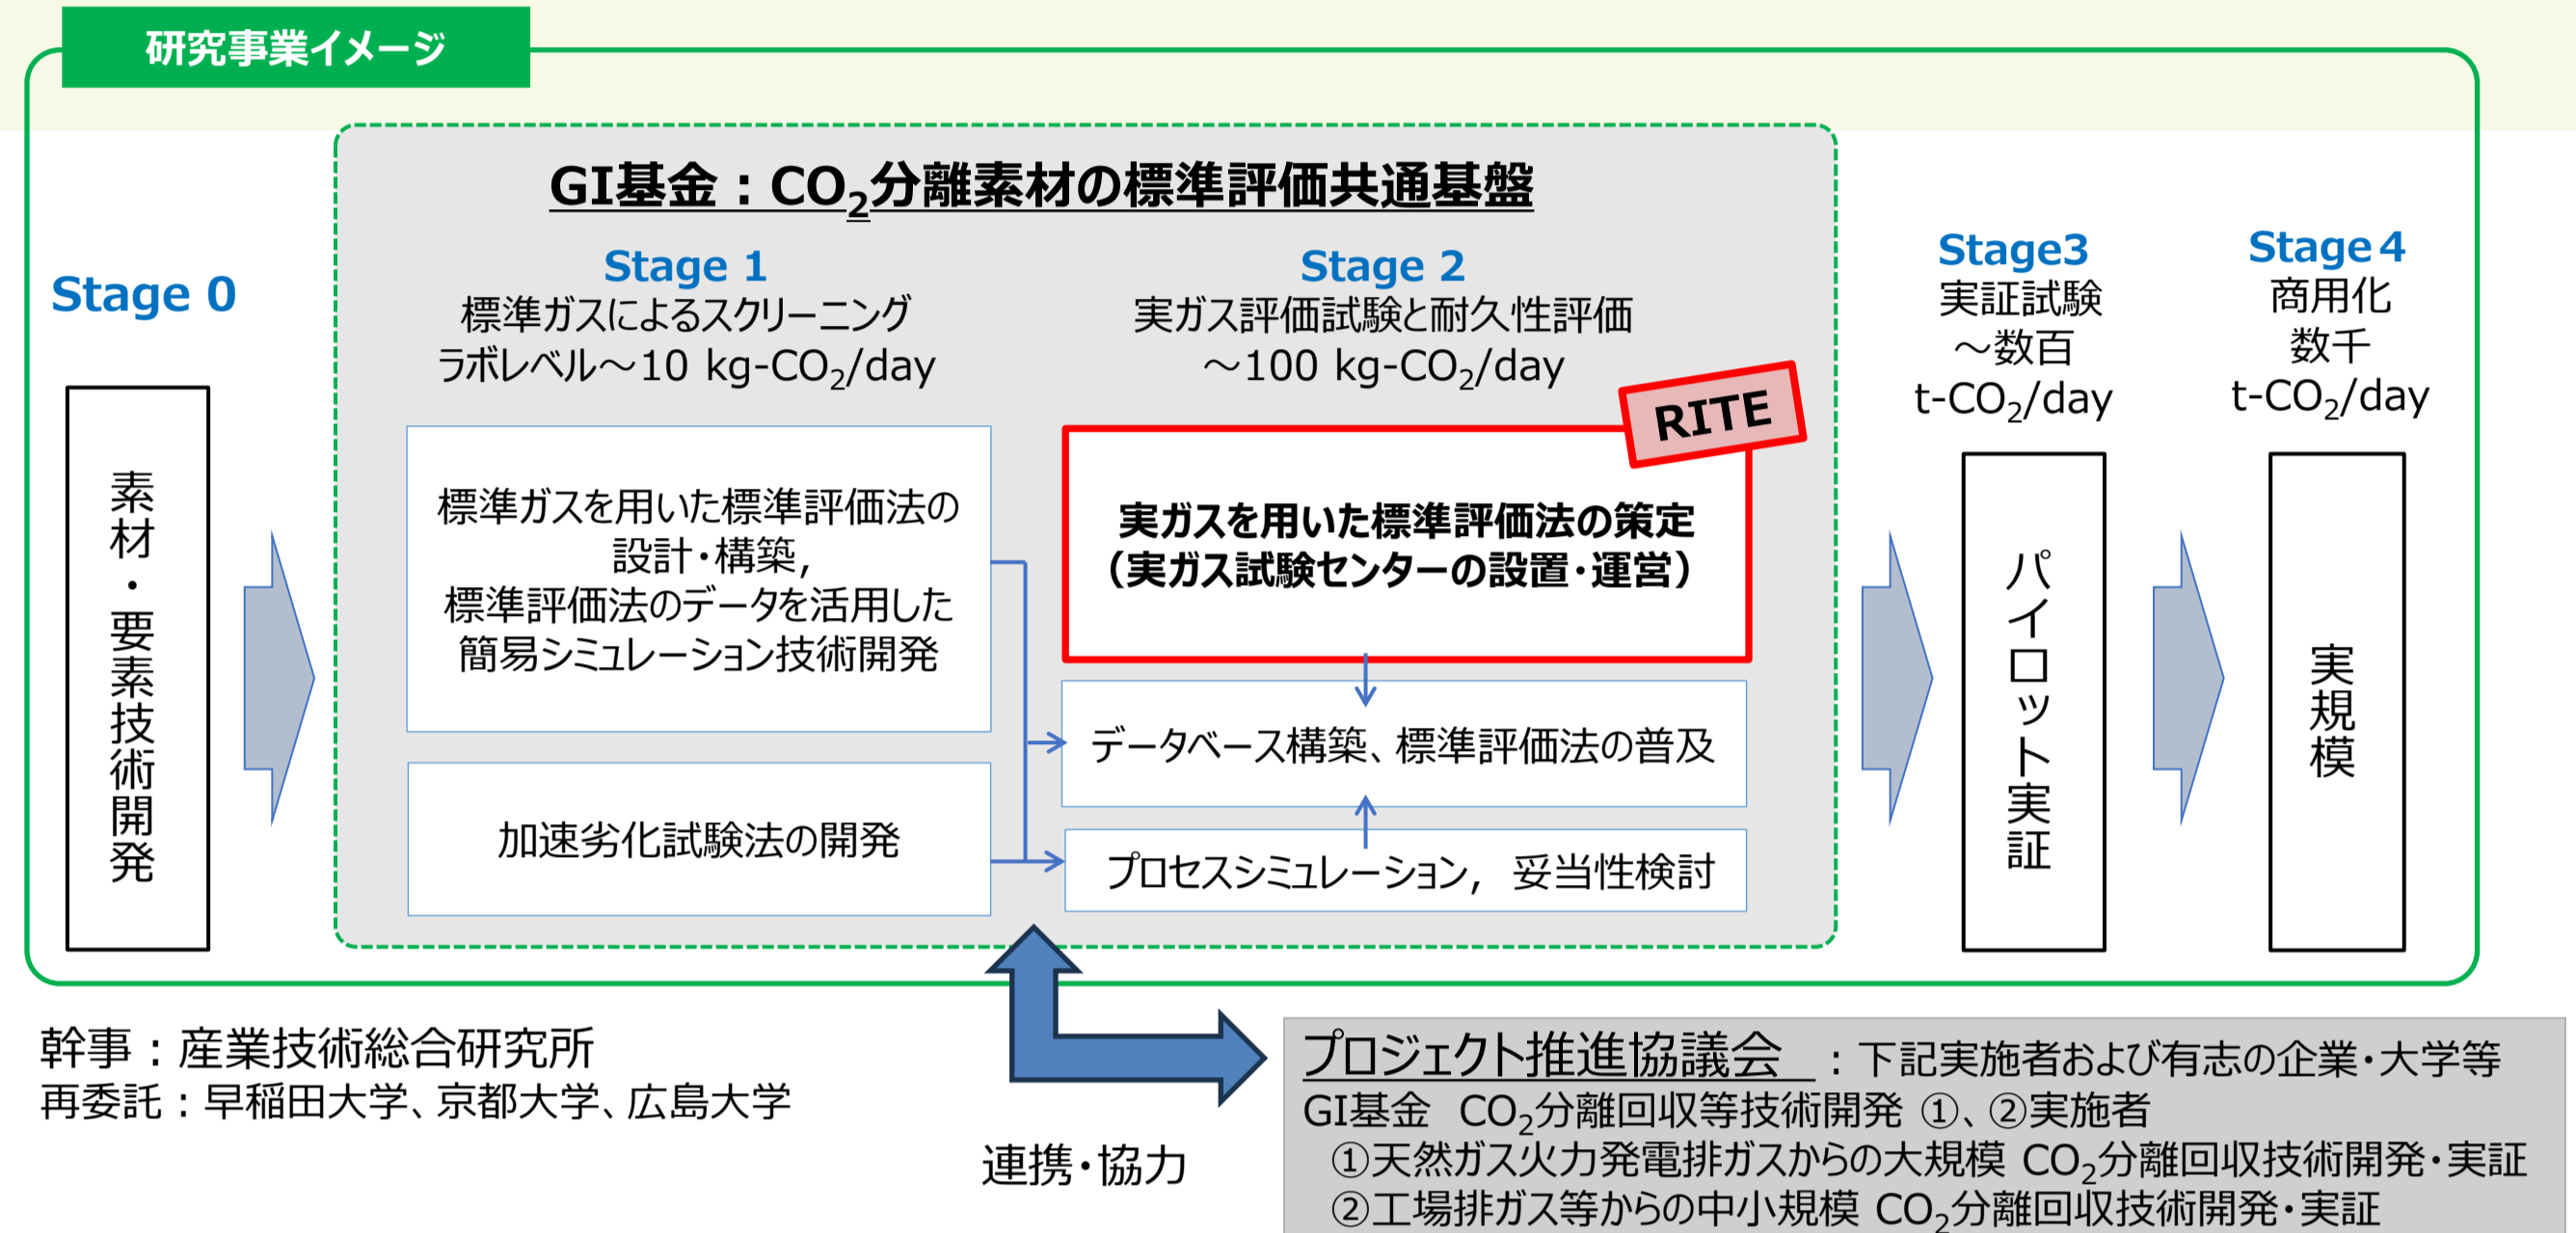 研究事業イメージ
GI基金：CO2分離素材の標準評価共通基盤
Stage 0
素材・要素技術開発
Stage 1
標準ガスによるスクリーニング
ラボレベル～10 kg-CO2/day
標準ガスを用いた標準評価法の
設計・構築,
標準評価法のデータを活用した
簡易シミュレーション技術開発
加速劣化試験法の開発
Stage 2
実ガス評価試験と耐久性評価
～100 kg-CO2/day
RITE
実ガスを用いた標準評価法の策定
（実ガス試験センターの設置・運営）
データベース構築、標準評価法の普及
プロセスシミュレーション, 妥当性検討
Stage3
実証試験
～数百
t-CO2/day
パイロット実証
Stage４
商用化
数千
t-CO2/day
実規模
幹事：産業技術総合研究所
再委託：早稲田大学、京都大学、広島大学
連携・協力
プロジェクト推進協議会 ：下記実施者および有志の企業・大学等
GI基金 CO2分離回収等技術開発 ①、②実施者
①天然ガス火力発電排ガスからの大規模 CO2分離回収技術開発・実証
②工場排ガス等からの中小規模 CO2分離回収技術開発・実証